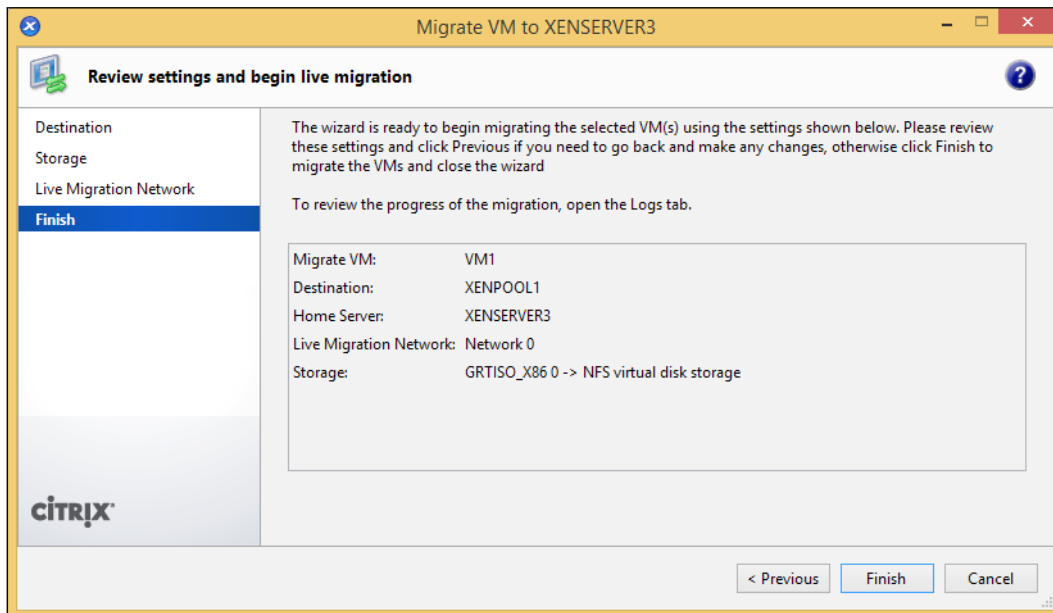 Migrate VM to XENSERVER3
Review settings and begin live migration
?
Destination
Storage
Live Migration Network
Finish
The wizard is ready to begin migrating the selected VM(s) using the settings shown below. Please review
these settings and click Previous if you need to go back and make any changes, otherwise click Finish to
migrate the VMs and close the wizard
To review the progress of the migration, open the Logs tab.
Migrate VM: VM1
Destination: XENPOOL1
Home Server: XENSERVER3
Live Migration Network: Network 0
Storage: GRTISO_X86 0 -> NFS virtual disk storage
CİTRIX
< Previous Finish Cancel